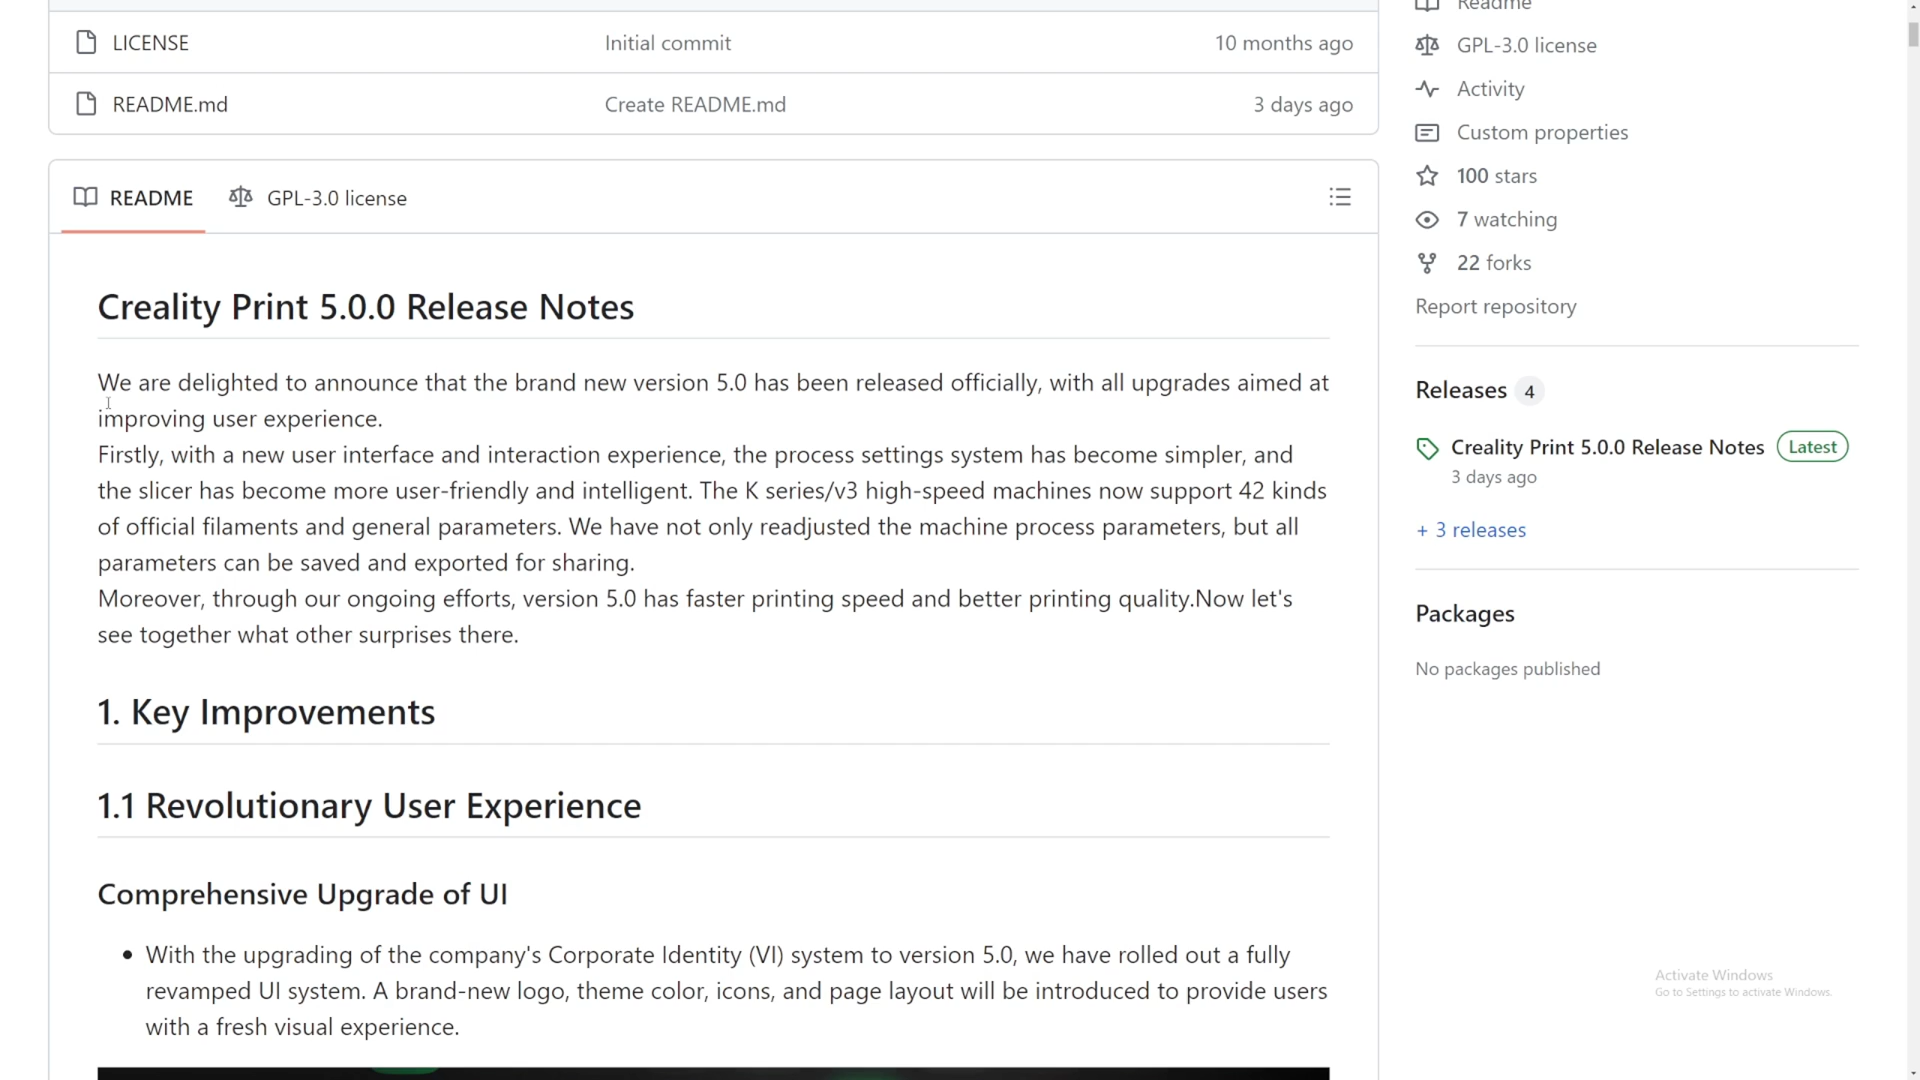 Readme
LICENSE Initial commit 10 months ago
GPL-3.0 license
README.md Create README.md 3 days ago
Activity
Custom properties
100 stars
README GPL-3.0 license
7 watching
22 forks
Report repository
Creality Print 5.0.0 Release Notes
We are delighted to announce that the brand new version 5.0 has been released officially, with all upgrades aimed at
improving user experience.
Firstly, with a new user interface and interaction experience, the process settings system has become simpler, and
the slicer has become more user-friendly and intelligent. The K series/v3 high-speed machines now support 42 kinds
of official filaments and general parameters. We have not only readjusted the machine process parameters, but all
parameters can be saved and exported for sharing.
Moreover, through our ongoing efforts, version 5.0 has faster printing speed and better printing quality.Now let's
see together what other surprises there.
1. Key Improvements
1.1 Revolutionary User Experience
Comprehensive Upgrade of UI
With the upgrading of the company's Corporate Identity (VI) system to version 5.0, we have rolled out a fully
revamped UI system. A brand-new logo, theme color, icons, and page layout will be introduced to provide users
with a fresh visual experience.
Releases 4
Creality Print 5.0.0 Release Notes Latest
3 days ago
+ 3 releases
Packages
No packages published
Activate Windows
Go to Settings to activate Windows.